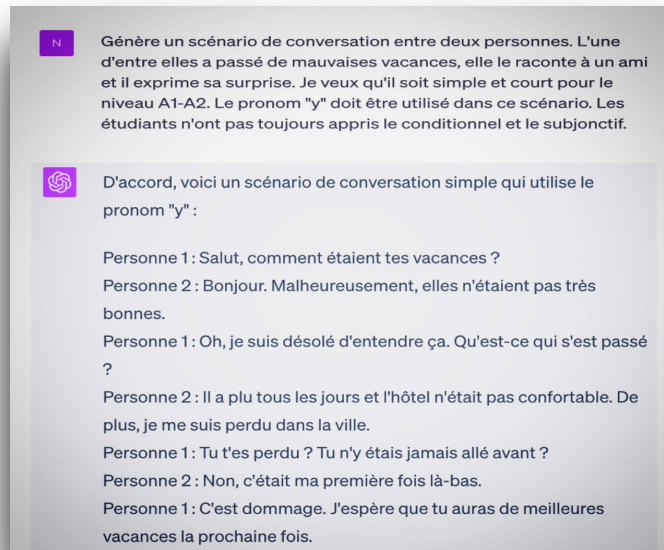 N
Génère un scénario de conversation entre deux personnes. L'une
d'entre elles a passé de mauvaises vacances, elle le raconte à un ami
et il exprime sa surprise. Je veux qu'il soit simple et court pour le
niveau A1-A2. Le pronom "y" doit être utilisé dans ce scénario. Les
étudiants n'ont pas toujours appris le conditionnel et le subjonctif.
D'accord, voici un scénario de conversation simple qui utilise le
pronom "y" :
Personne 1 : Salut, comment étaient tes vacances ?
Personne 2 : Bonjour. Malheureusement, elles n'étaient pas très
bonnes.
Personne 1 : Oh, je suis désolé d'entendre ça. Qu'est-ce qui s'est passé
?
Personne 2 : Il a plu tous les jours et l'hôtel n'était pas confortable. De
plus, je me suis perdu dans la ville.
Personne 1 : Tu t'es perdu ? Tu n'y étais jamais allé avant ?
Personne 2 : Non, c'était ma première fois là-bas.
Personne 1 : C'est dommage. J'espère que tu auras de meilleures
vacances la prochaine fois.